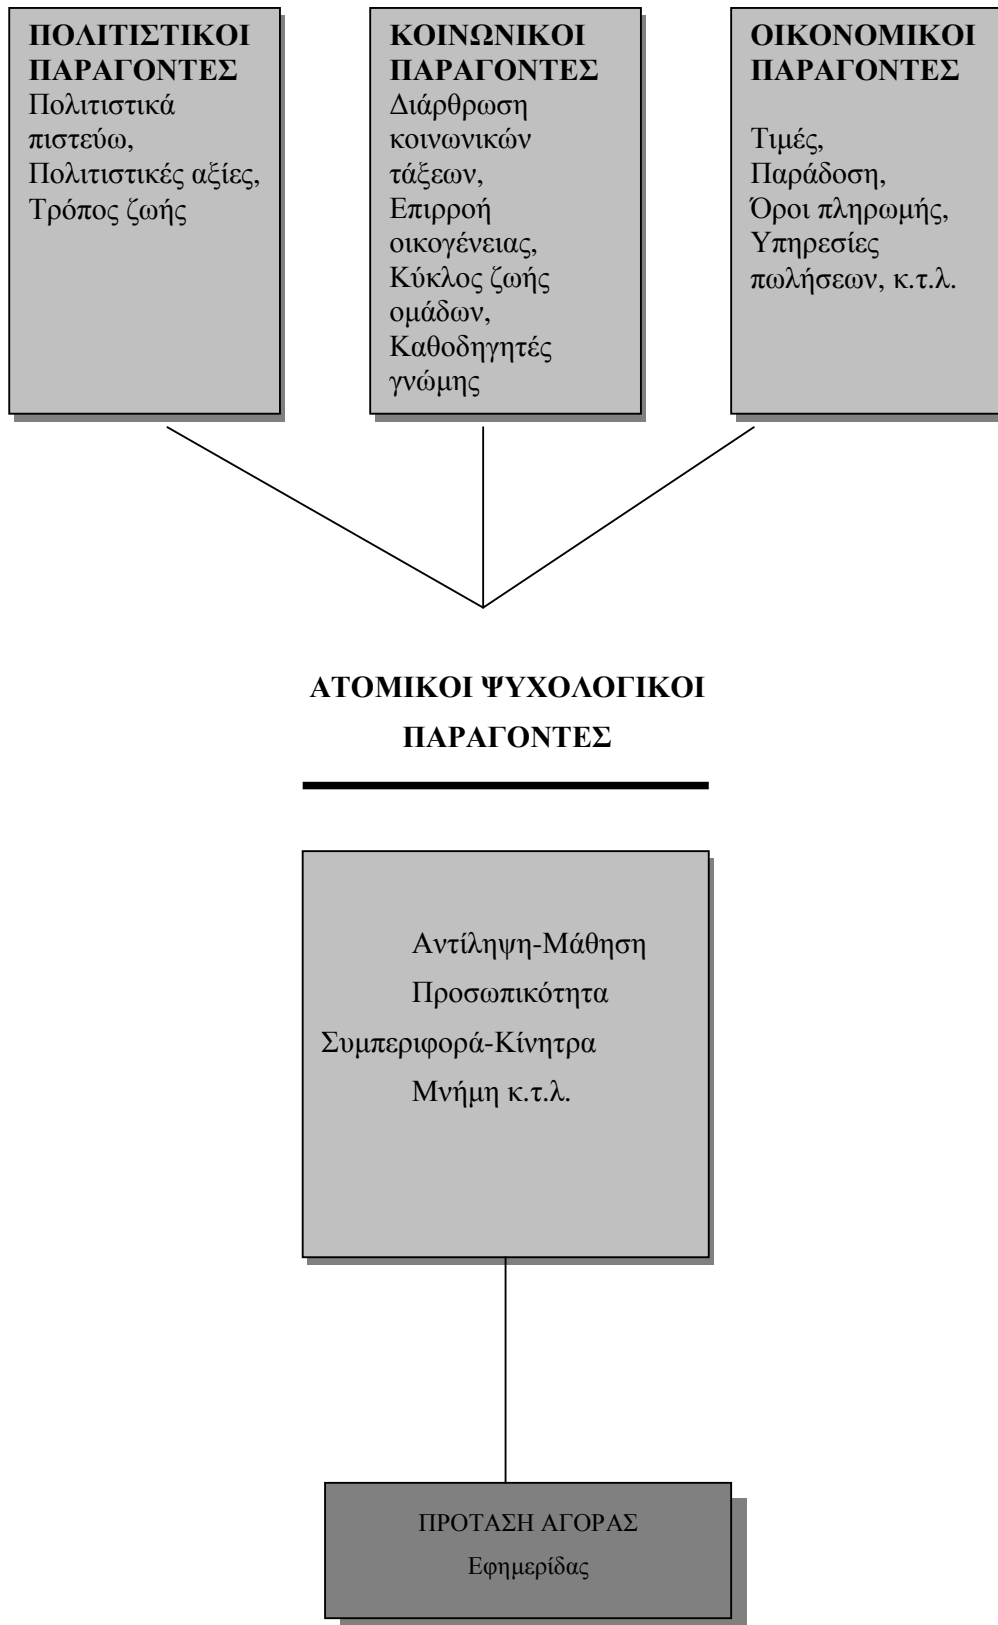 ΠΟΛΙΤΙΣΤΙΚΟΙ
ΠΑΡΑΓΟΝΤΕΣ
Πολιτιστικά
πιστεύω,
Πολιτιστικές αξίες,
Τρόπος ζωής
ΚΟΙΝΩΝΙΚΟΙ
ΠΑΡΑΓΟΝΤΕΣ
Διάρθρωση
κοινωνικών
τάξεων,
Επιρροή
οικογένειας,
Κύκλος ζωής
ομάδων,
Καθοδηγητές
γνώμης
ΟΙΚΟΝΟΜΙΚΟΙ
ΠΑΡΑΓΟΝΤΕΣ
Τιμές,
Παράδοση,
Όροι πληρωμής,
Υπηρεσίες
πωλήσεων, κ.τ.λ.
ΑΤΟΜΙΚΟΙ ΨΥΧΟΛΟΓΙΚΟΙ
ΠΑΡΑΓΟΝΤΕΣ
Αντίληψη-Μάθηση
Προσωπικότητα
Συμπεριφορά-Κίνητρα
Μνήμη κ.τ.λ.
ΠΡΟΤΑΣΗ ΑΓΟΡΑΣ
Εφημερίδας